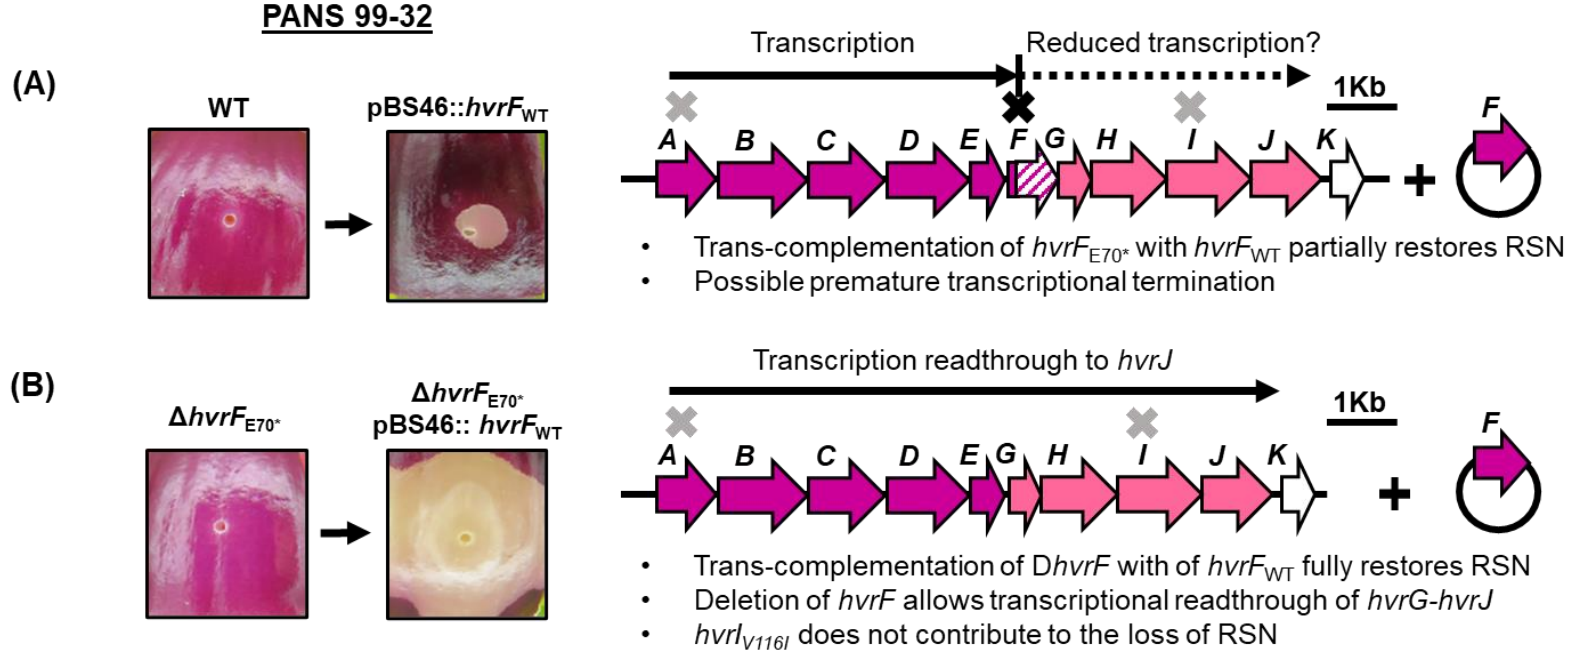 PANS 99-32
(A)
WT
pBS46::hvrFWT
Transcription
Reduced transcription?
1Kb
A B C D E F G H I J K
F
+
• Trans-complementation of hvrFE70* with hvrFWT partially restores RSN
• Possible premature transcriptional termination
(B)
ΔhvrFE70*
ΔhvrFE70*
pBS46:: hvrFWT
Transcription readthrough to hvrJ
1Kb
A B C D E G H I J K
F
+
• Trans-complementation of DhvrF with of hvrFWT fully restores RSN
• Deletion of hvrF allows transcriptional readthrough of hvrG-hvrJ
• hvrIV116I does not contribute to the loss of RSN